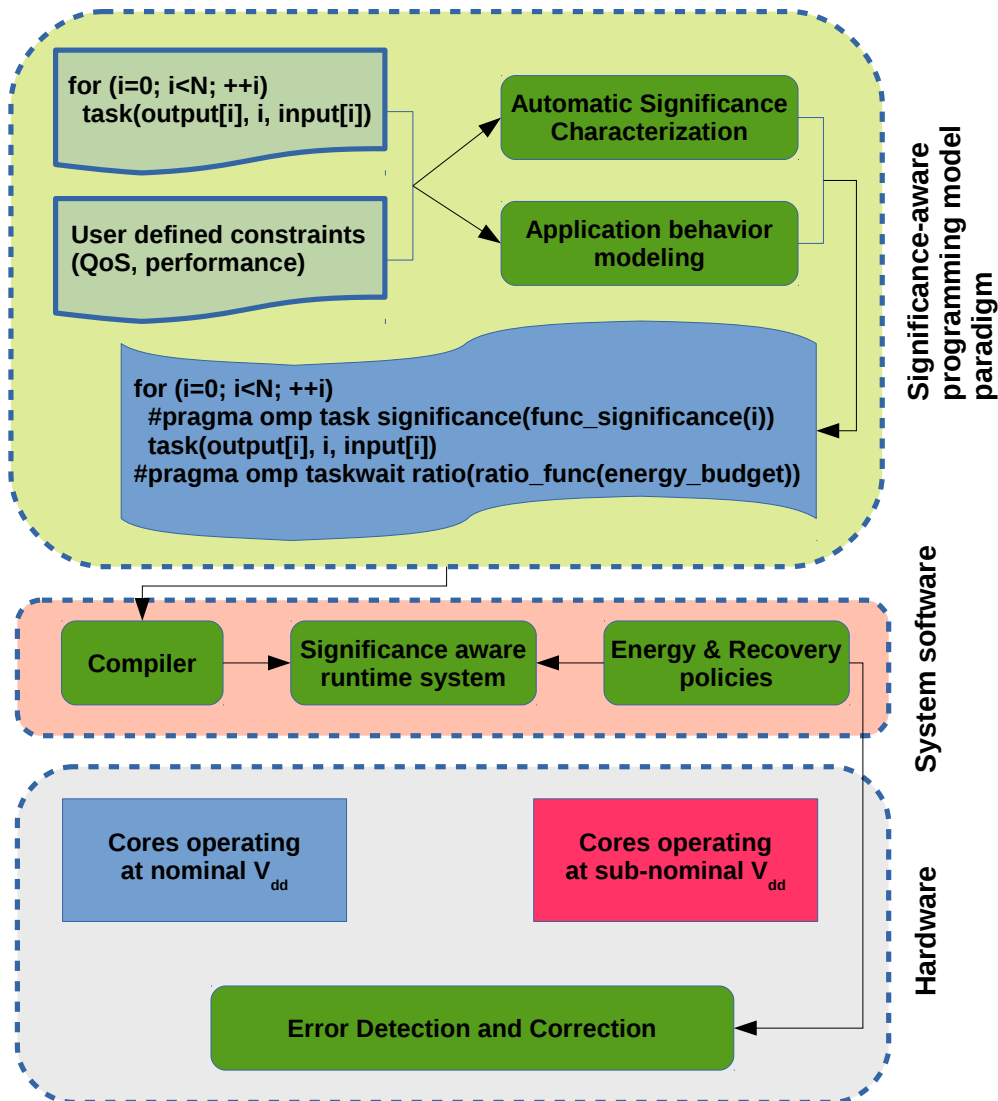 for (i=0; i<N; ++i)
task(output[i], i, input[i])
User defined constraints
(QoS, performance)
Automatic Significance
Characterization
Application behavior
modeling
for (i=0; i<N; ++i)
#pragma omp task significance(func_significance(i))
task(output[i], i, input[i])
#pragma omp taskwait ratio(ratio_func(energy_budget))
Significance-aware
programming model
paradigm
Compiler
Significance aware
runtime system
Energy & Recovery
policies
System software
Cores operating
at nominal Vdd
Cores operating
at sub-nominal Vdd
Error Detection and Correction
Hardware